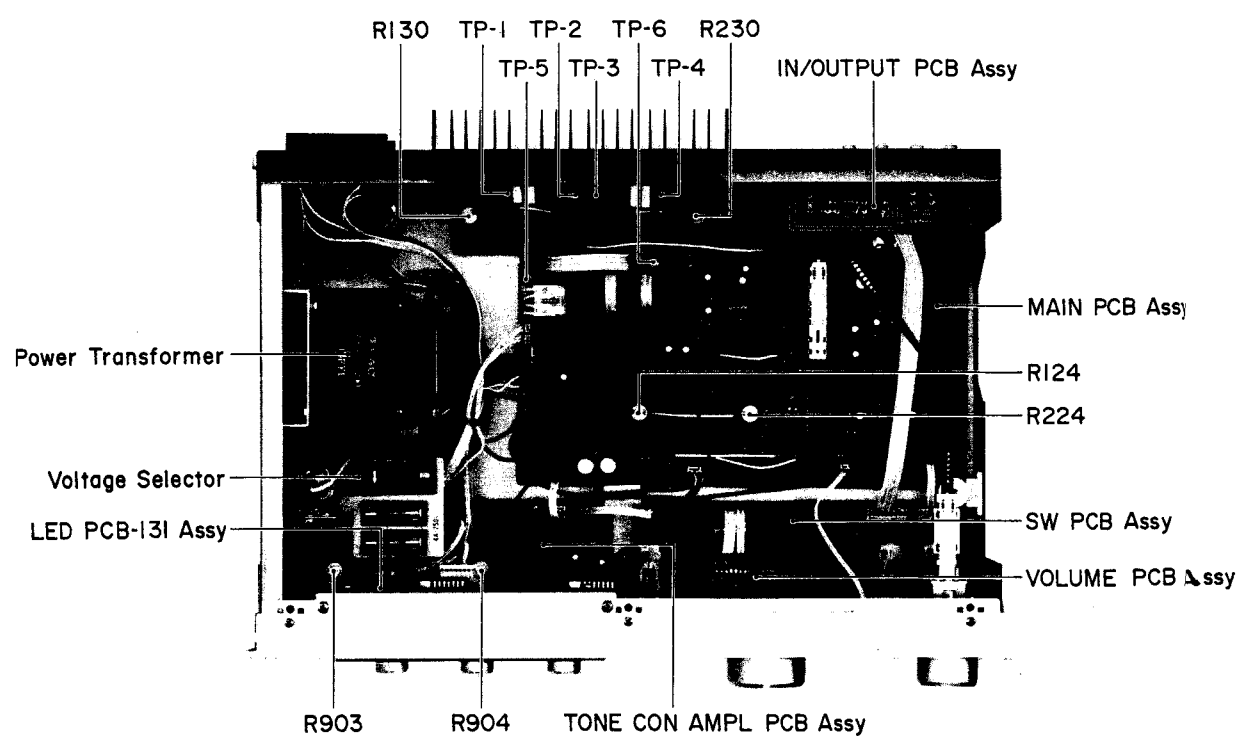 R130 TP-1 TP-2 TP-6 R230
TP-5 TP-3 TP-4 IN/OUTPUT PCB Assy
MAIN PCB Assy
Power Transformer
R124
R224
Voltage Selector
SW PCB Assy
LED PCB-131 Assy
VOLUME PCB Assy
R903 R904 TONE CON AMPL PCB Assy